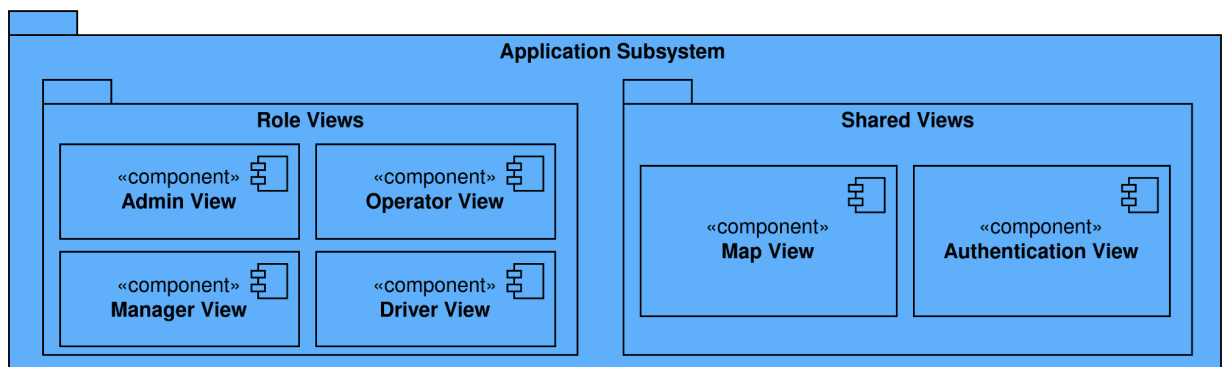 Application Subsystem
Role Views
«component»
Admin View
«component»
Operator View
«component»
Manager View
«component»
Driver View
Shared Views
«component»
Map View
«component»
Authentication View